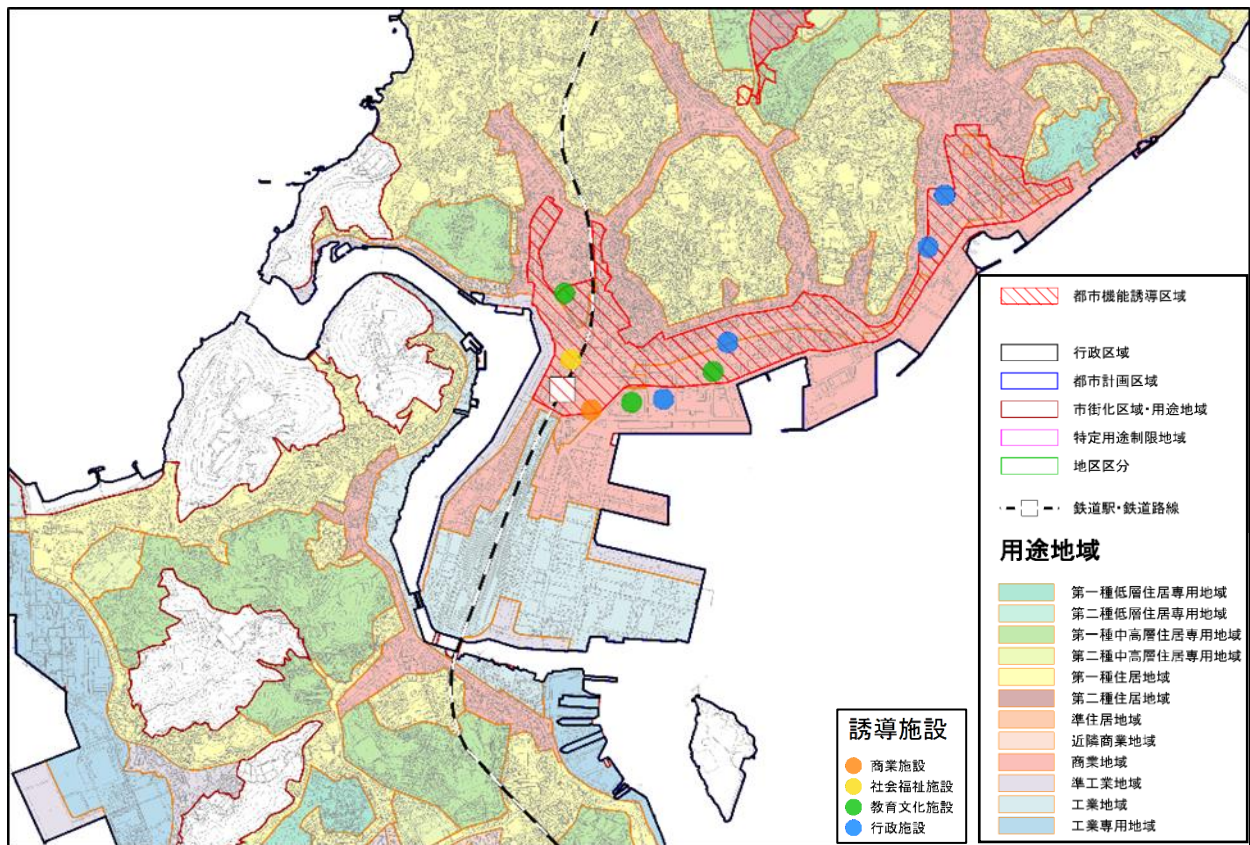 都市機能誘導区域
行政区域
都市計画区域
市街化区域・用途地域
特定用途制限地域
地区区分
鉄道駅・鉄道路線
用途地域
第一種低層住居専用地域
第二種低層住居専用地域
第一種中高層住居専用地域
第二種中高層住居専用地域
第一種住居地域
第二種住居地域
準住居地域
近隣商業地域
商業地域
準工業地域
工業地域
工業専用地域
誘導施設
商業施設
社会福祉施設
教育文化施設
行政施設